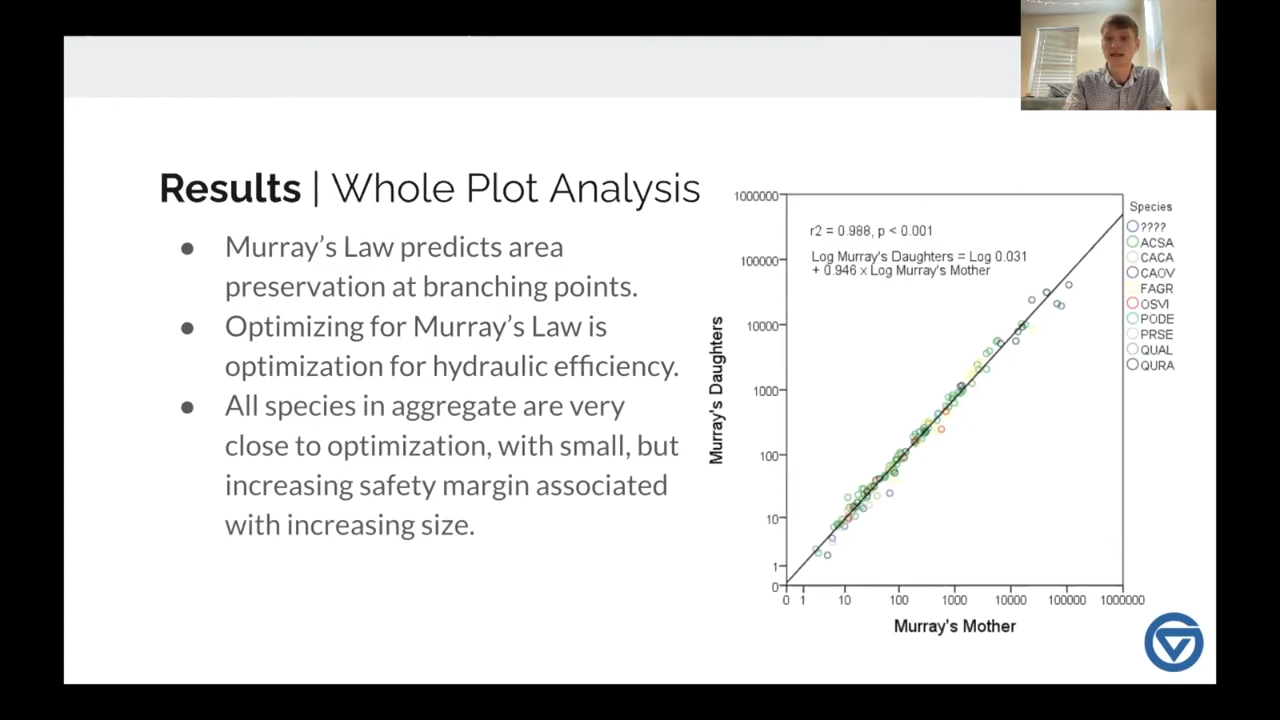 Results | Whole Plot Analysis
● Murray's Law predicts area
preservation at branching points.
● Optimizing for Murray's Law is
optimization for hydraulic efficiency.
● All species in aggregate are very
close to optimization, with small, but
increasing safety margin associated
with increasing size.
r2 = 0.988, p < 0.001
Log Murray's Daughters = Log 0.031
+ 0.946 x Log Murray's Mother
Murray's Daughters
1000000
100000
10000
1000
100
10
1
0
0 1 10 100 1000 10000 100000 1000000
Murray's Mother
Species
????
ACSA
CACA
CAOV
FAGR
OSVI
PODE
PRSE
QUAL
QURA